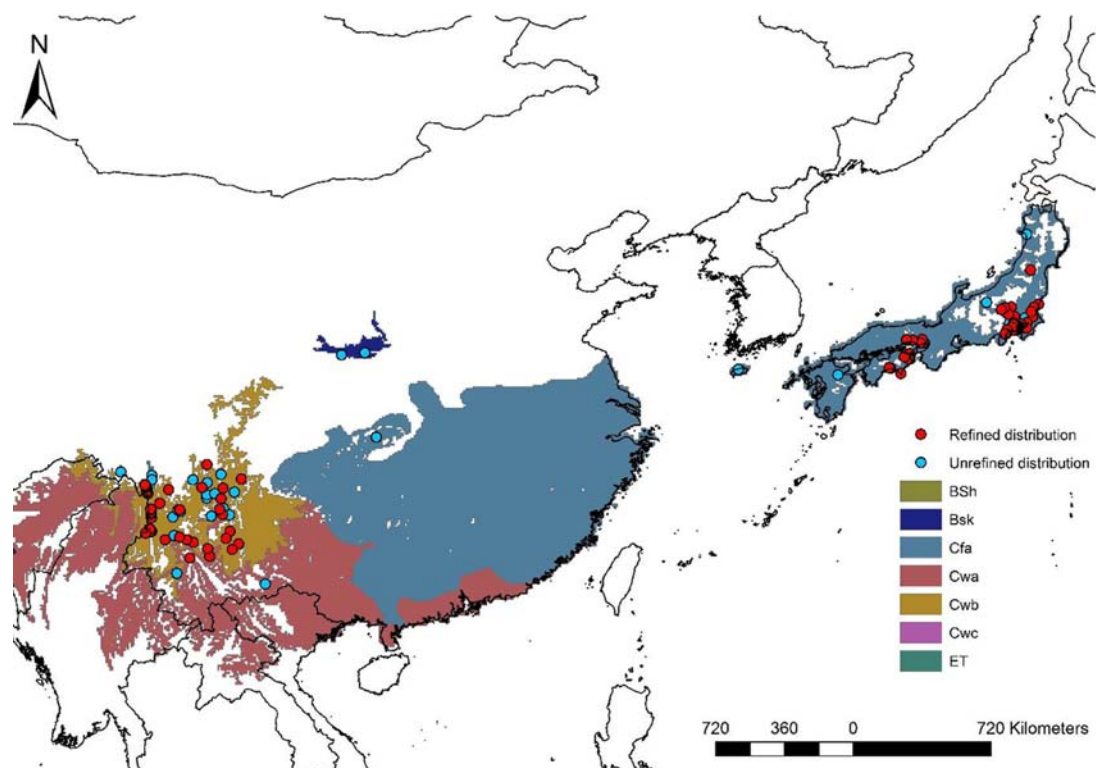 N
Refined distribution
Unrefined distribution
BSh
Bsk
Cfa
Cwa
Cwb
Cwc
ET
720 360 0 720 Kilometers